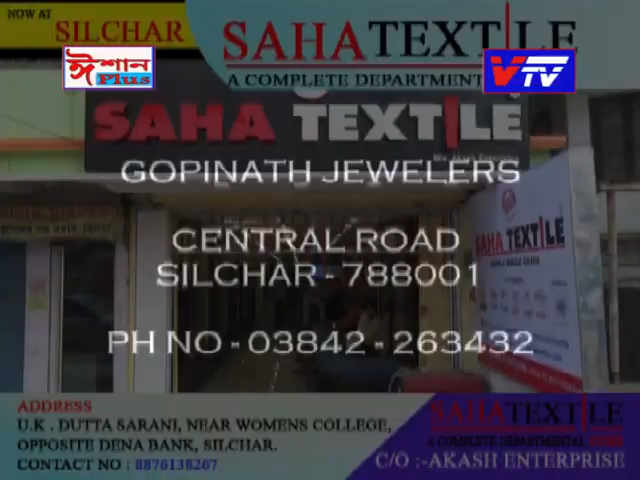 NOW AT
SILCHAR
SAHA TEXTILE
A COMPLETE DEPARTMENT
ঈশান
Plus
VTV
SAHA TEXTILE
GOPINATH JEWELERS
CENTRAL ROAD
SILCHAR - 788001
PH NO - 03842 - 263432
SAHA TEXTILE
ADDRESS
U.K . DUTTA SARANI, NEAR WOMENS COLLEGE,
OPPOSITE DENA BANK, SILCHAR.
CONTACT NO : 8876138267
SAHA TEXTILE
A COMPLETE DEPARTMENTAL STORE
C/O :-AKASH ENTERPRISE